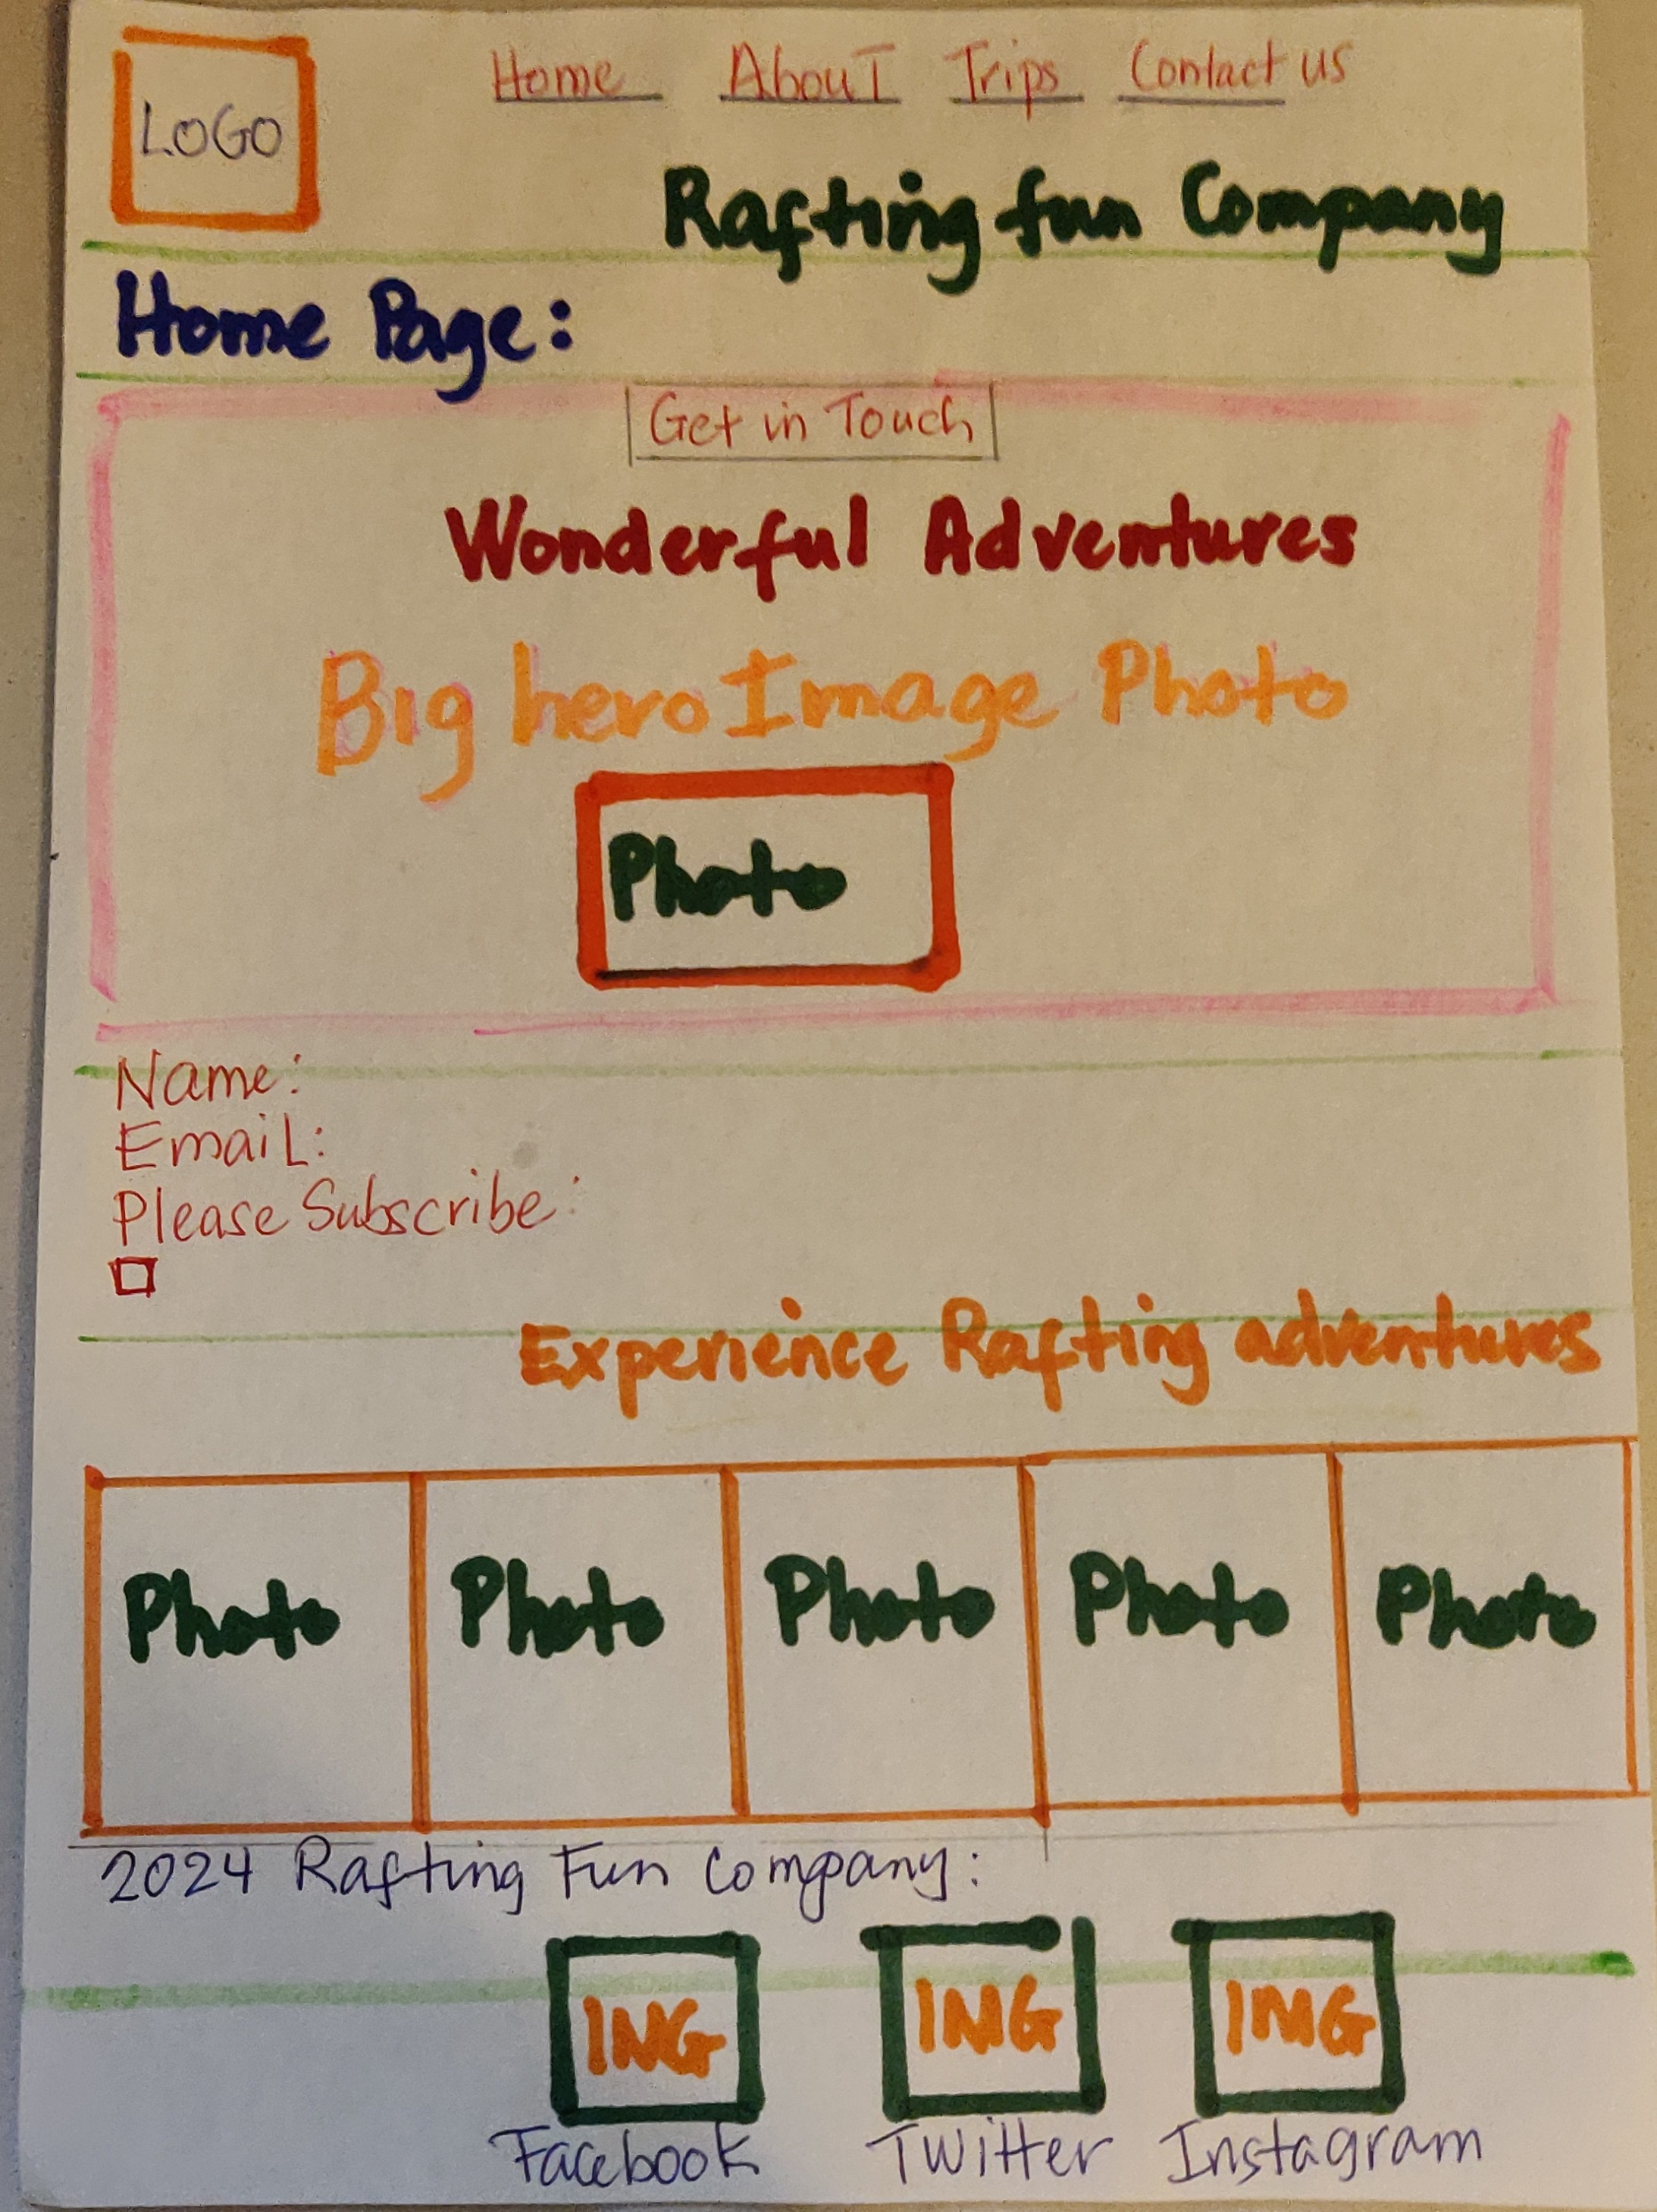 Home About Trips Contact us
LOGO
Rafting fun Company
Home Page:
Get in Touch
Wonderful Adventures
Big hero Image Photo
Photo
Name:
Email:
Please Subscribe:
Experience Rafting adventures
Photo Photo Photo Photo Photo
2024 Rafting Fun Company:
ING ING IMG
Facebook Twitter Instagram